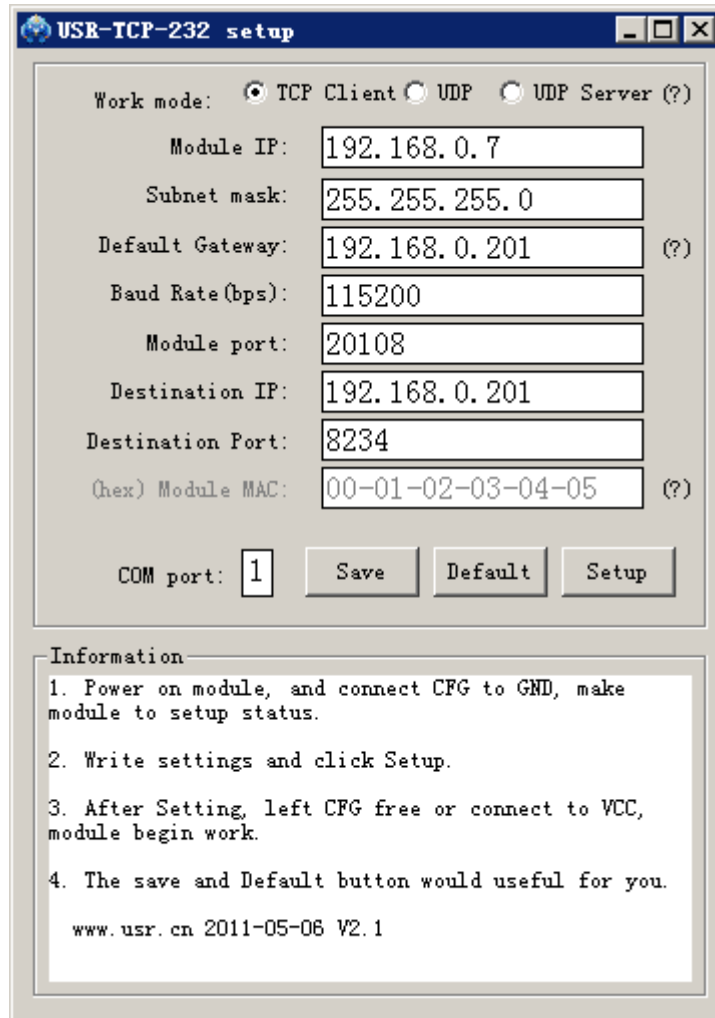 USR-TCP-232 setup
Work mode: TCP Client UDP UDP Server (?)
Module IP: 192.168.0.7
Subnet mask: 255.255.255.0
Default Gateway: 192.168.0.201 (?)
Baud Rate(bps): 115200
Module port: 20108
Destination IP: 192.168.0.201
Destination Port: 8234
(hex) Module MAC: 00-01-02-03-04-05 (?)
COM port: 1 Save Default Setup
Information
1. Power on module, and connect CFG to GND, make
module to setup status.
2. Write settings and click Setup.
3. After Setting, left CFG free or connect to VCC,
module begin work.
4. The save and Default button would useful for you.
www.usr.cn 2011-05-06 V2.1